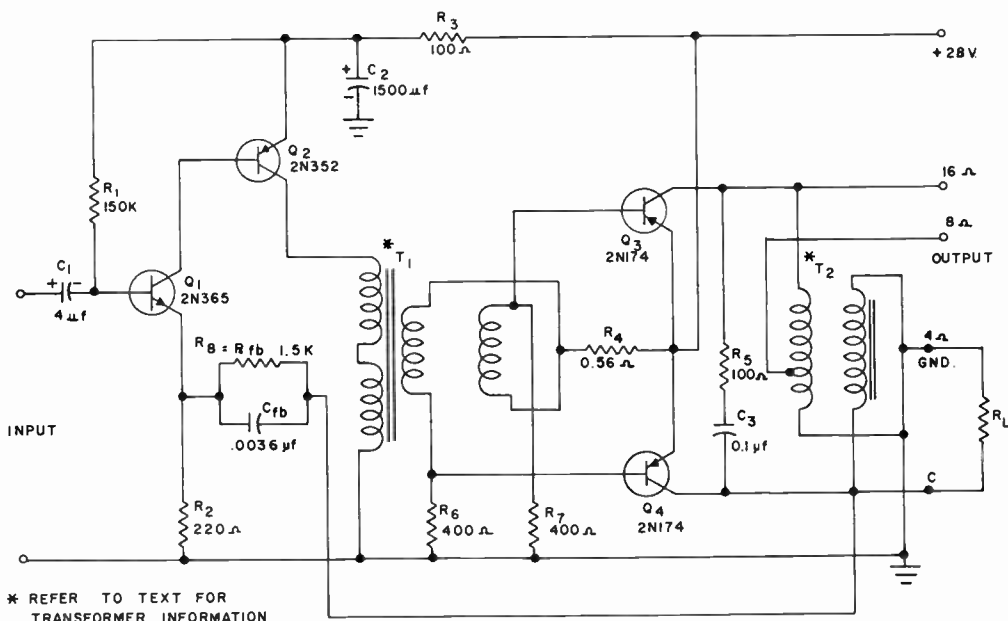 R3
100Ω
+28V.
+
C2
1500µf
-
Q2
2N352
R1
150K
16 Ω
8 Ω
OUTPUT
Q3
2N174
*
T1
*
T2
C1
+ -
4µf
Q1
2N365
R8 = Rfb 1.5K
Cfb
.0036µf
R4
0.56Ω
R5
100Ω
4Ω
GND.
RL
C3
0.1µf
INPUT
C
R2
220Ω
R6
400Ω
R7
400Ω
Q4
2N174
* REFER TO TEXT FOR
TRANSFORMER INFORMATION